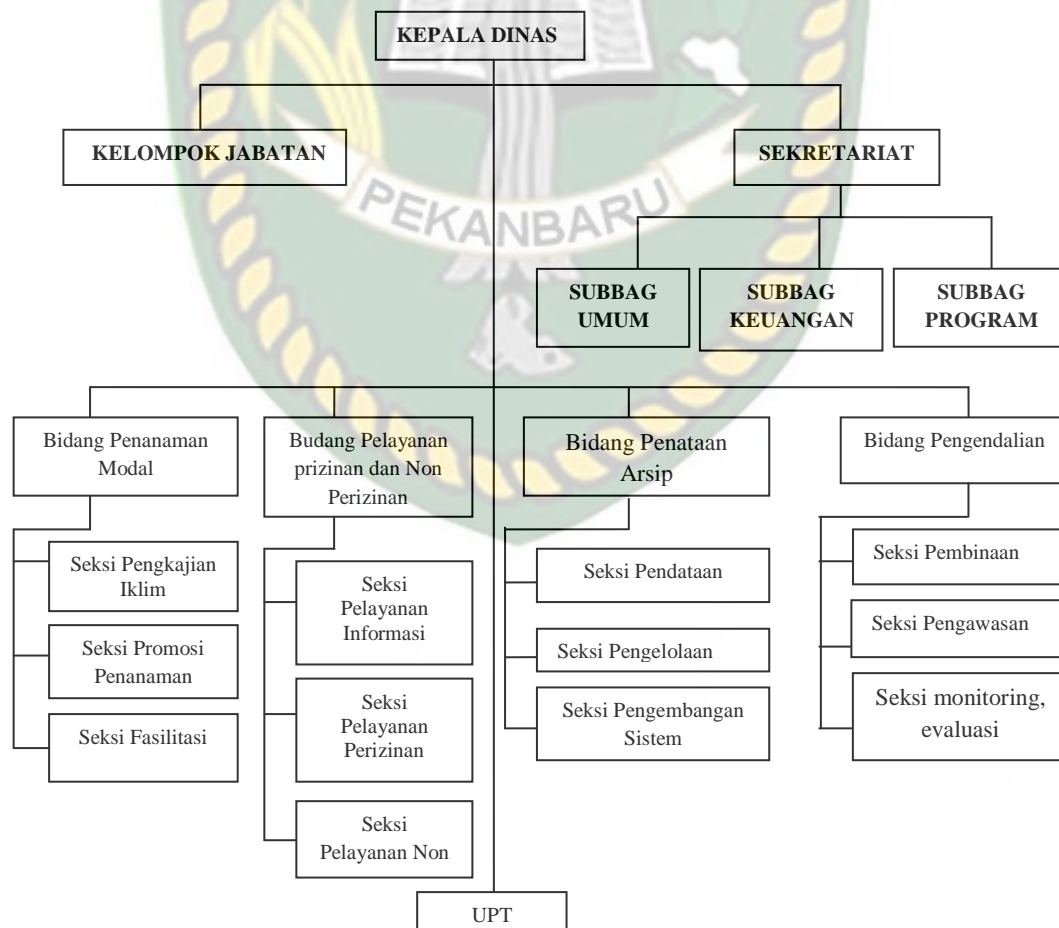 KEPALA DINAS
KELOMPOK JABATAN
SEKRETARIAT
PEKANBARU
SUBBAG
UMUM
SUBBAG
KEUANGAN
SUBBAG
PROGRAM
Bidang Penanaman
Modal
Budang Pelayanan
prizinan dan Non
Perizinan
Bidang Penataan
Arsip
Bidang Pengendalian
Seksi Pengkajian
Iklim
Seksi Promosi
Penanaman
Seksi Fasilitasi
Seksi
Pelayanan
Informasi
Seksi
Pelayanan
Perizinan
Seksi
Pelayanan Non
Seksi Pendataan
Seksi Pengelolaan
Seksi Pengembangan
Sistem
Seksi Pembinaan
Seksi Pengawasan
Seksi monitoring,
evaluasi
UPT